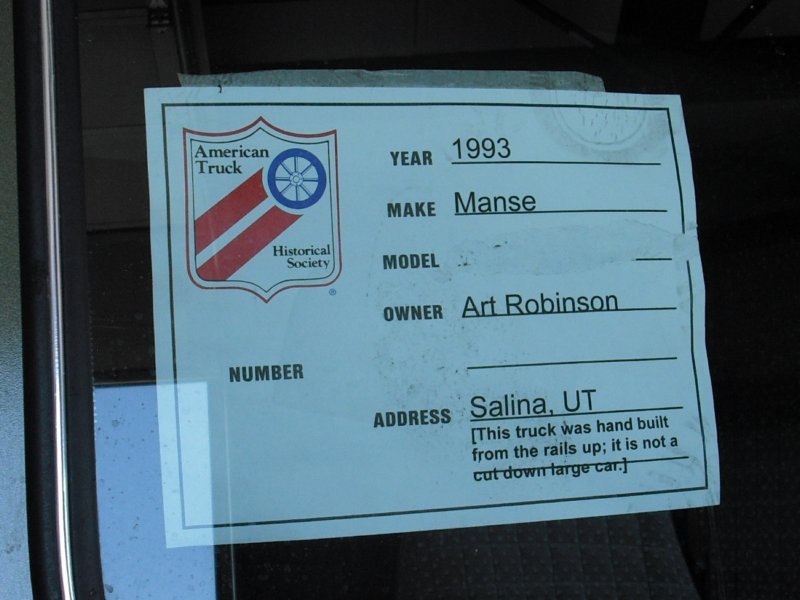 American
Truck
Historical
Society
®
YEAR 1993
MAKE Manse
MODEL
OWNER Art Robinson
NUMBER
ADDRESS Salina, UT
[This truck was hand built
from the rails up; it is not a
cut down large car.]